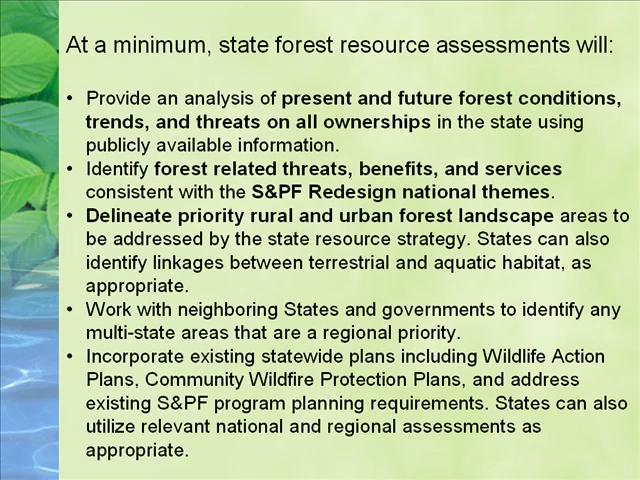 At a minimum, state forest resource assessments will:
• Provide an analysis of present and future forest conditions,
trends, and threats on all ownerships in the state using
publicly available information.
• Identify forest related threats, benefits, and services
consistent with the S&PF Redesign national themes.
• Delineate priority rural and urban forest landscape areas to
be addressed by the state resource strategy. States can also
identify linkages between terrestrial and aquatic habitat, as
appropriate.
• Work with neighboring States and governments to identify any
multi-state areas that are a regional priority.
• Incorporate existing statewide plans including Wildlife Action
Plans, Community Wildfire Protection Plans, and address
existing S&PF program planning requirements. States can also
utilize relevant national and regional assessments as
appropriate.